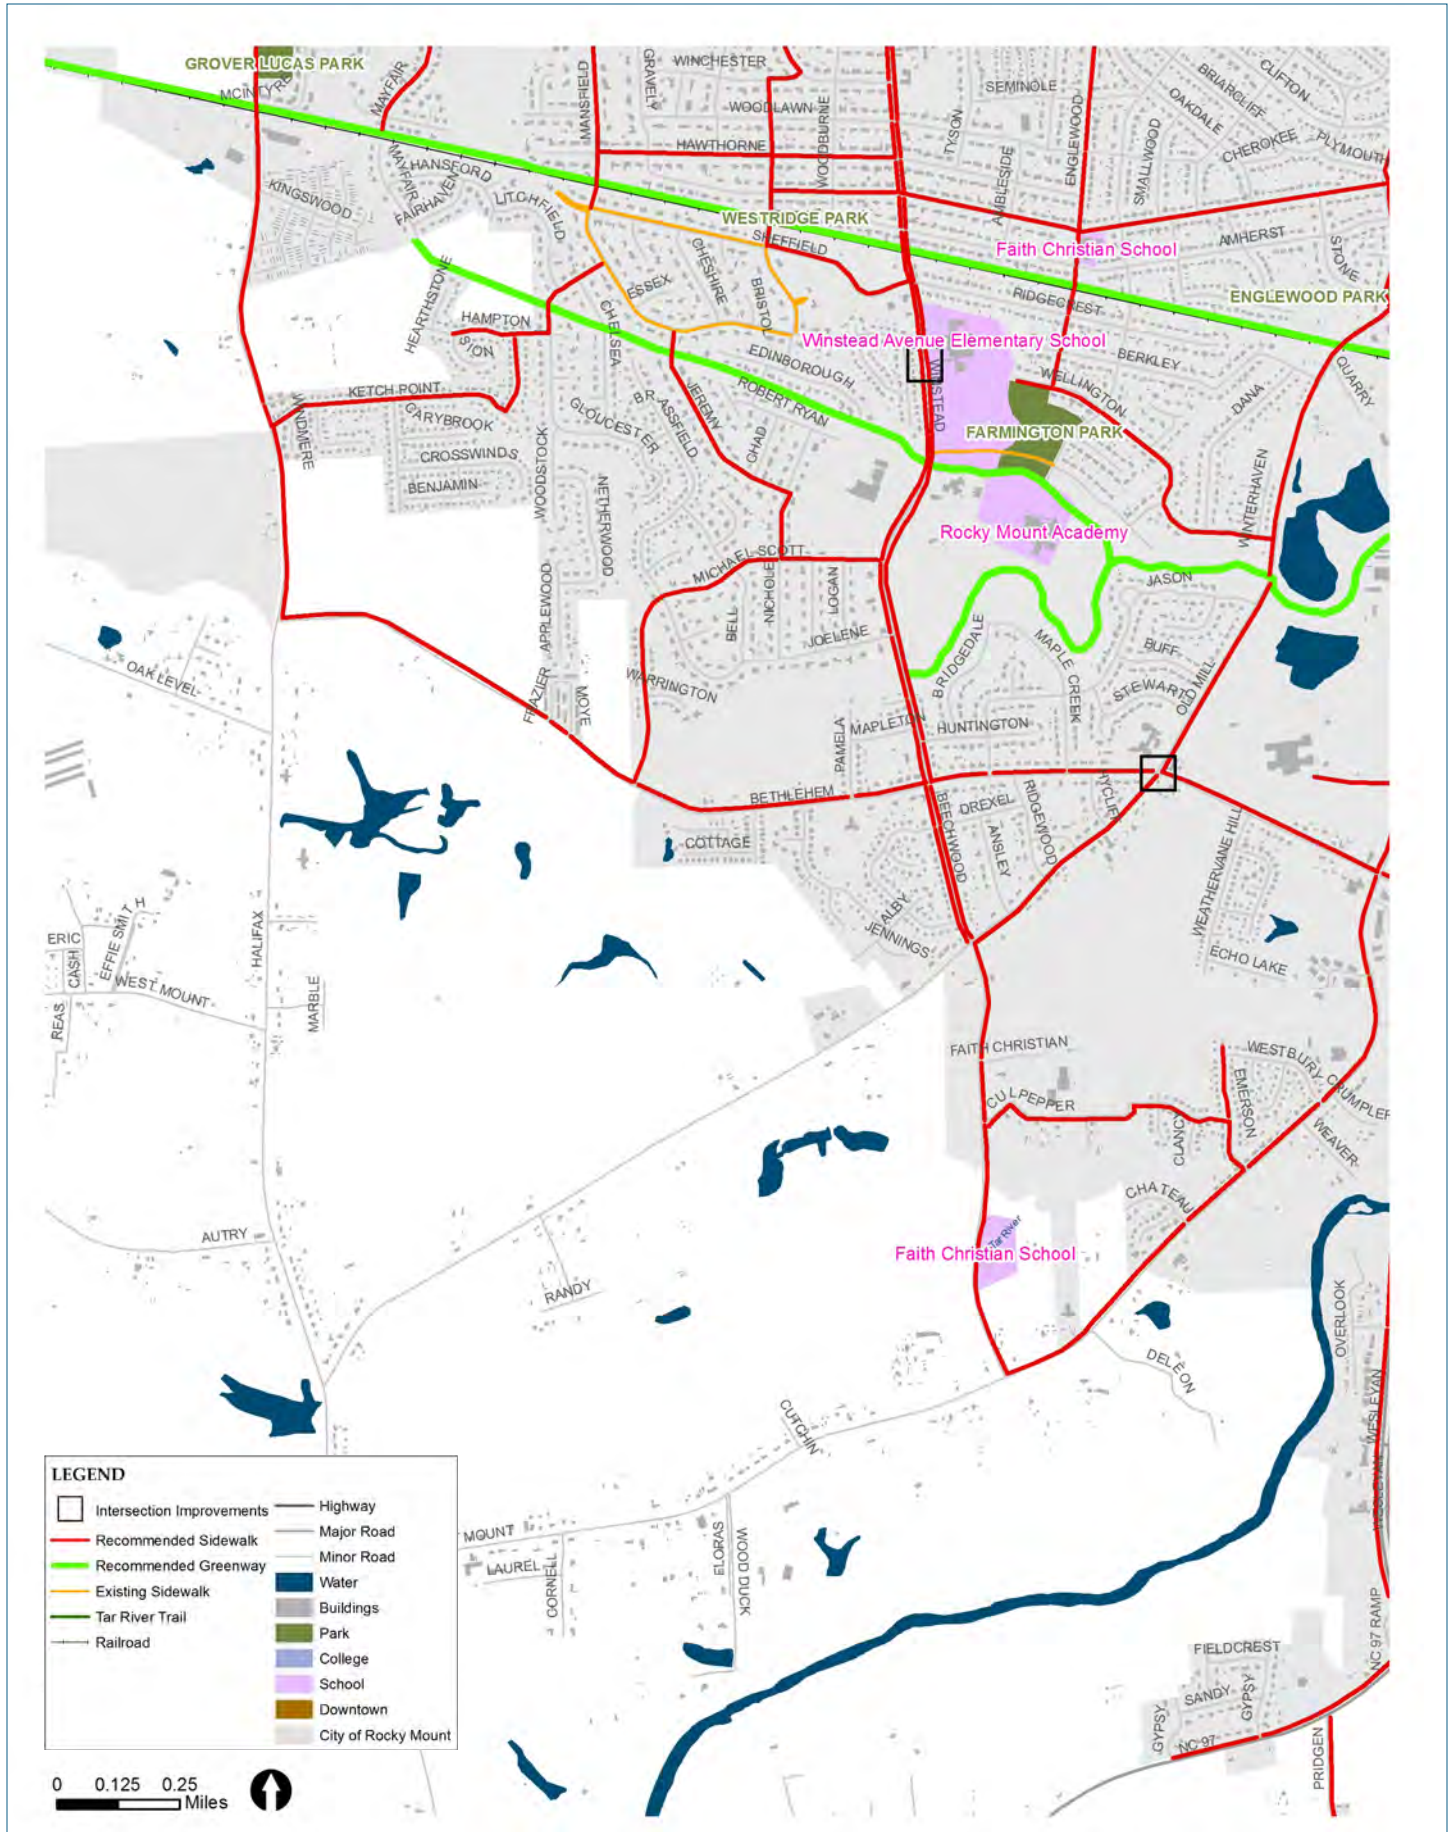 GROVER LUCAS PARK
MCINTYRE
MAYFAIR
MANSFIELD
GRAVELY
WINCHESTER
WOODLAWN
WOODBURNE
HAWTHORNE
TYSON
SEMINOLE
ENGLEWOOD
AMBLESIDE
SMALLWOOD
OAKDALE
BRIARCLIFF
CLIFTON
CHEROKEE
PLYMOUTH
KINGSWOOD
MAYFAIR
HANSFORD
FAIRHAVEN
LITCHFIELD
WESTRIDGE PARK
SHEFFIELD
Faith Christian School
AMHERST
STONE
ENGLEWOOD PARK
HEARTHSTONE
ESSEX
CHESHIRE
BRISTOL
RIDGECREST
HAMPTON
SION
CHELSEA
EDINBOROUGH
Winstead Avenue Elementary School
BERKLEY
QUARRY
KETCH POINT
WINDMERE
CARYBROOK
CROSSWINDS
BENJAMIN
WOODSTOCK
GLOUCESTER
BRASSFIELD
JEREMY
CHAD
ROBERT RYAN
WINSTEAD
WELLINGTON
DANA
FARMINGTON PARK
WINTERHAVEN
NETHERWOOD
Rocky Mount Academy
MICHAEL SCOTT
BELL
NICHOLE
LOGAN
JOELENE
JASON
APPLEWOOD
BRIDGEDALE
MAPLE CREEK
BUFF
STEWART
OLD MILL
OAK LEVEL
FRAZIER
MOYE
WARRINGTON
PAMELA
MAPLETON
HUNTINGTON
BETHLEHEM
BEECHWOOD
DREXEL
ANSLEY
RIDGEWOOD
HYCLIFF
COTTAGE
WEATHERVANE HILL
ALBY
JENNINGS
ECHO LAKE
ERIC
CASH
EFFIE SMITH
WEST MOUNT
REAS
HALIFAX
MARBLE
FAITH CHRISTIAN
CULPEPPER
CLANCY
EMERSON
WESTBURY
CRUMPLER
WEAVER
CHATEAU
AUTRY
RANDY
Faith Christian School
Tar River
OVERLOOK
DELEON
CUTCHIN
WESLEYAN
WESLEYAN
MOUNT
LAUREL
CORNELL
ELORAS
WOOD DUCK
NC 97 RAMP
FIELDCREST
SANDY
GYPSY
GYPSY
NC 97
PRIDGEN
LEGEND
Intersection Improvements
Recommended Sidewalk
Recommended Greenway
Existing Sidewalk
Tar River Trail
Railroad
Highway
Major Road
Minor Road
Water
Buildings
Park
College
School
Downtown
City of Rocky Mount
0 0.125 0.25
Miles